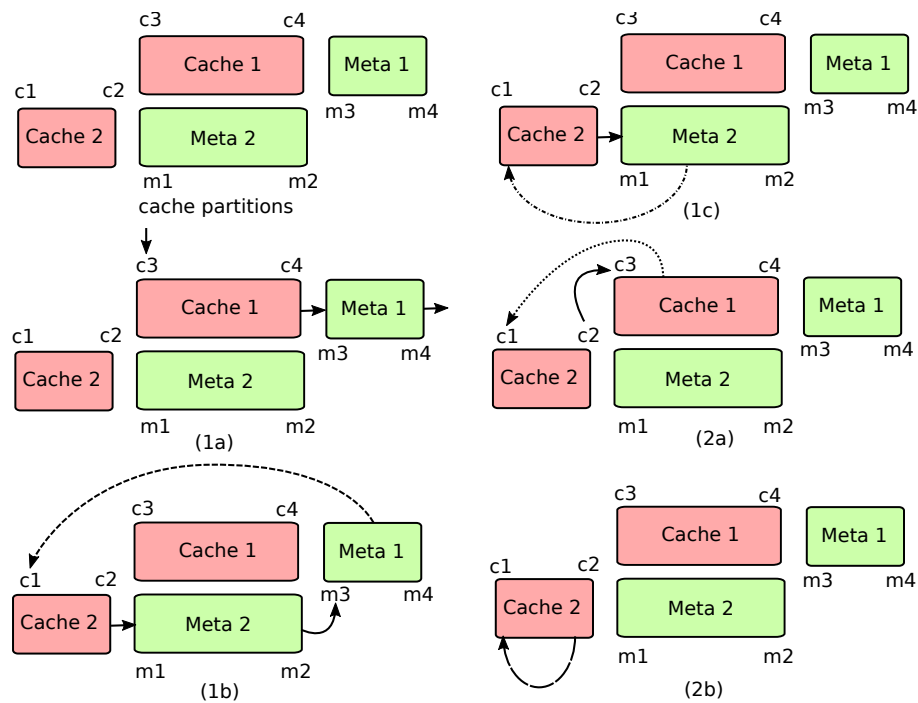 c3 c4
Cache 1 Meta 1
c1 c2 m3 m4
Cache 2 Meta 2
m1 m2
cache partitions
c3 c4
Cache 1 Meta 1
c1 c2 m3 m4
Cache 2 Meta 2
m1 m2
(1a)
c3 c4
Cache 1 Meta 1
c1 c2 m3 m4
Cache 2 Meta 2
m1 m2
(1b)
c3 c4
Cache 1 Meta 1
c1 c2 m3 m4
Cache 2 Meta 2
m1 m2
(1c)
c3 c4
Cache 1 Meta 1
c1 c2 m3 m4
Cache 2 Meta 2
m1 m2
(2a)
c3 c4
Cache 1 Meta 1
c1 c2 m3 m4
Cache 2 Meta 2
m1 m2
(2b)